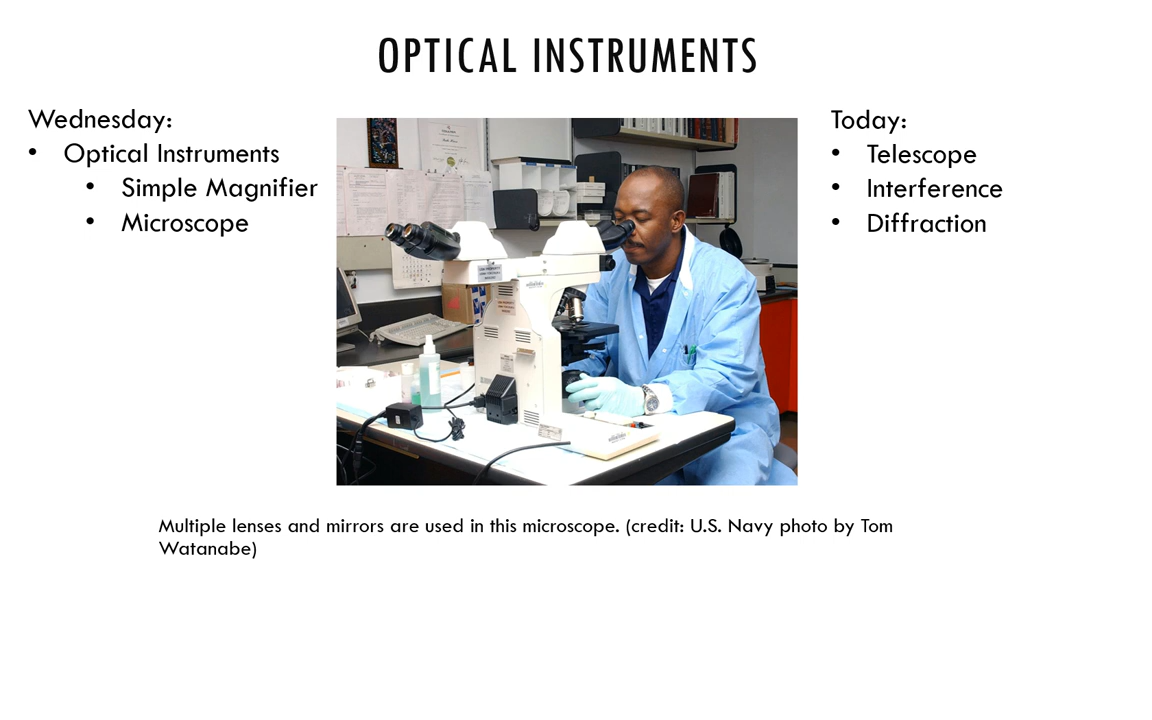 OPTICAL INSTRUMENTS
Wednesday:
• Optical Instruments
• Simple Magnifier
• Microscope
Today:
• Telescope
• Interference
• Diffraction
Multiple lenses and mirrors are used in this microscope. (credit: U.S. Navy photo by Tom
Watanabe)